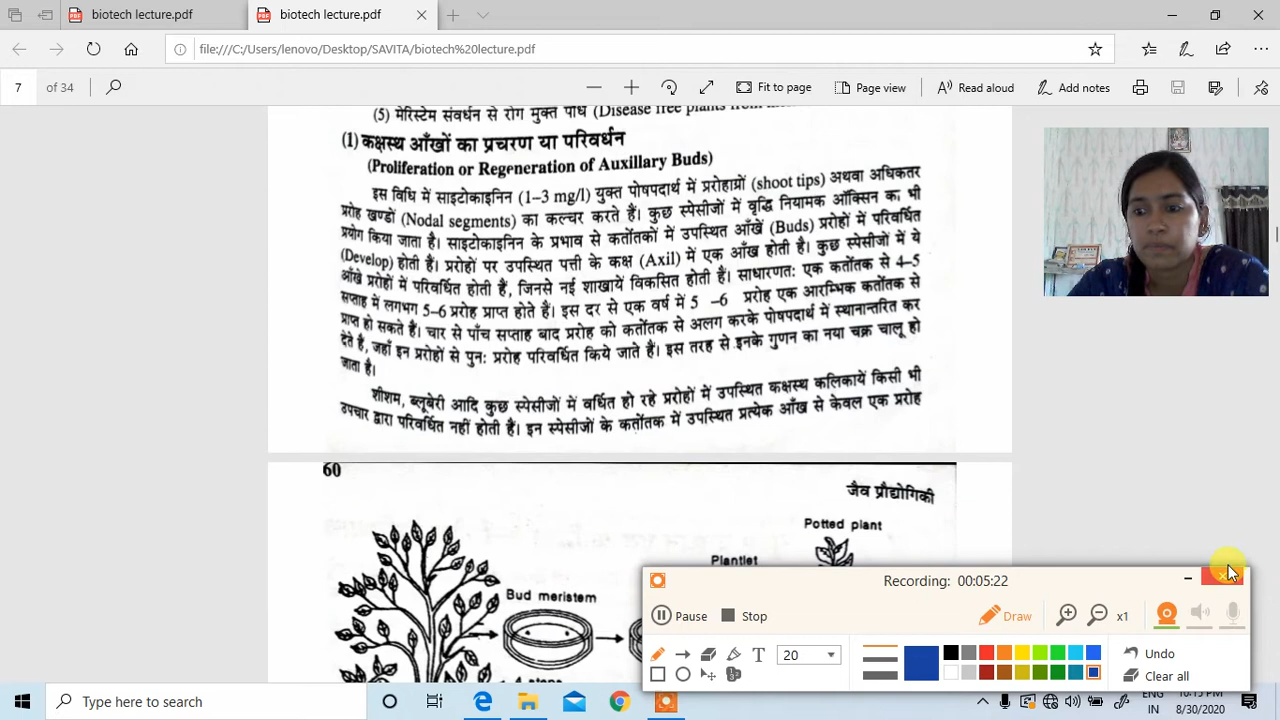 biotech lecture.pdf
biotech lecture.pdf
file:///C:/Users/lenovo/Desktop/SAVITA/biotech%20lecture.pdf
7 of 34
Fit to page
Page view
Read aloud
Add notes
(5) मेरिस्टेम संवर्धन से रोग मुक्त पौधे (Disease free plants from
(1) कक्षस्थ आँखों का प्रचरण या परिवर्धन
(Proliferation or Regeneration of Auxillary Buds)
इस विधि में साइटोकाइनिन (1–3 mg/l) युक्त पोषपदार्थ में प्ररोहाग्रों (shoot tips) अथवा अधिकतर
प्ररोह खण्डों (Nodal segments) का कल्चर करते हैं। कुछ स्पेसीजों में वृद्धि नियामक ऑक्सिन का भी
प्रयोग किया जाता है। साइटोकाइनिन के प्रभाव से कर्तोतकों में उपस्थित आँखें (Buds) प्ररोहों में परिवर्धित
(Develop) होती हैं। प्ररोहों पर उपस्थित पत्ती के कक्ष (Axil) में एक आँख होती है। कुछ स्पेसीजों में ये
आँखे प्ररोहों में परिवर्धित होती हैं, जिनसे नई शाखायें विकसित होती हैं। साधारणतः एक कर्तोतक से 4–5
सप्ताह में लगभग 5–6 प्ररोह प्राप्त होते हैं। इस दर से एक वर्ष में 5 –6 प्ररोह एक आरम्भिक कर्तोतक से
प्राप्त हो सकते हैं। चार से पाँच सप्ताह बाद प्ररोह को कर्तोतक से अलग करके पोषपदार्थ में स्थानान्तरित कर
देते है, जहाँ इन प्ररोहों से पुनः प्ररोह परिवर्धित किये जाते हैं। इस तरह से इनके गुणन का नया चक्र चालू हो
जाता है।
शीशम, ब्लूबेरी आदि कुछ स्पेसीजों में वर्धित हो रहे प्ररोहों में उपस्थित कक्षस्थ कलिकायें किसी भी
उपचार द्वारा परिवर्धित नहीं होती हैं। इन स्पेसीजों के कर्तोतक में उपस्थित प्रत्येक आँख से केवल एक प्ररोह
60
जैव प्रौद्योगिकी
Potted plant
Plantlet
Bud meristem
Recording: 00:05:22
Pause
Stop
Draw
x1
T
20
Undo
Clear all
Type here to search
ENG
IN
10:15 PM
8/30/2020